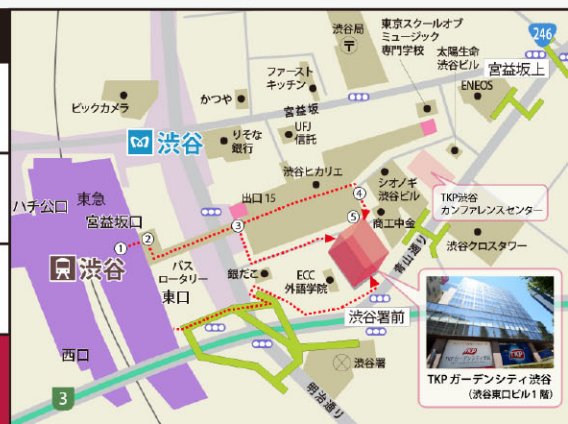 渋谷局
東京スクールオブ
ミュージック
専門学校
太陽生命
渋谷ビル
246
宮益坂上
ENEOS
ファースト
キッチン
ビックカメラ
かつや
宮益坂
UFJ
信託
りそな
銀行
渋谷
渋谷ヒカリエ
シオノギ
渋谷ビル
TKP渋谷
カンファレンスセンター
ハチ公口
東急
宮益坂口
出口15
①
②
③
④
⑤
商工中金
渋谷クロスタワー
青山通り
渋谷
バス
ロータリー
東口
銀だこ
ECC
外語学院
渋谷署前
西口
渋谷署
3
明治通り
TKP
TKP ガーデンシティ渋谷
(渋谷東口ビル1階)